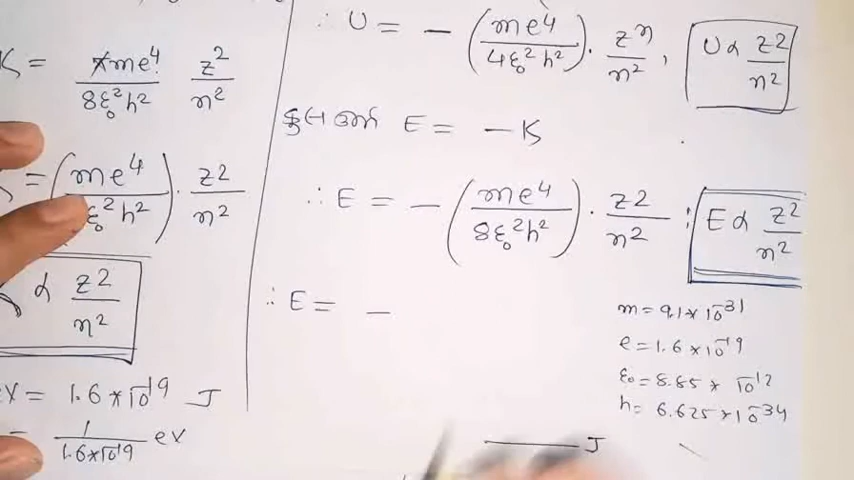 K = me⁴ / 8ε₀²h² z² / n²
= (me⁴ / ε₀²h²) · z² / n²
∝ z² / n²
= 1.6 × 10⁻¹⁹ J
= 1 / 1.6×10⁻¹⁹ eV
∴ U = − (me⁴ / 4ε₀²h²) · zⁿ / n² , U ∝ z² / n²
E = − K
∴ E = − (me⁴ / 8ε₀²h²) · z² / n² ; E ∝ z² / n²
∴ E = −
m = 9.1 × 10⁻³¹
e = 1.6 × 10⁻¹⁹
ε₀ = 8.85 × 10⁻¹²
h = 6.625 × 10⁻³⁴
J